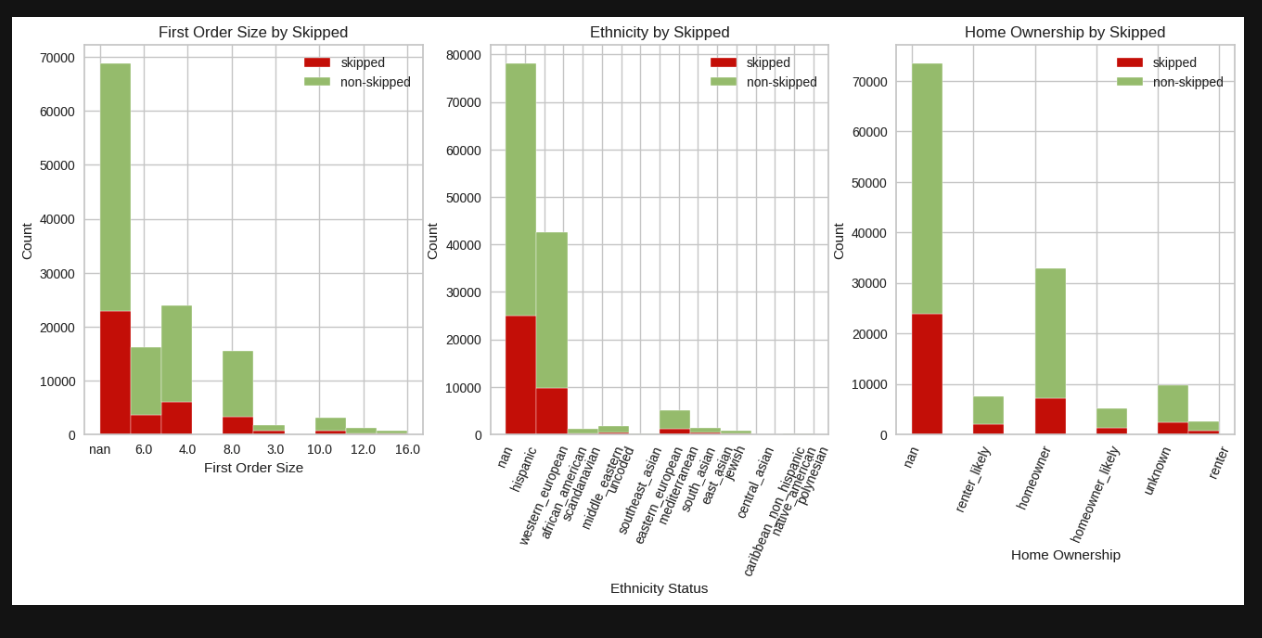 First Order Size by Skipped
70000
60000
50000
40000
30000
20000
10000
0
Count
skipped
non-skipped
nan 6.0 4.0 8.0 3.0 10.0 12.0 16.0
First Order Size
Ethnicity by Skipped
80000
70000
60000
50000
40000
30000
20000
10000
0
Count
skipped
non-skipped
nan
hispanic
western_european
african_american
scandanavian
middle_eastern
uncoded
southeast_asian
eastern_european
mediterranean
south_asian
east_asian
jewish
central_asian
caribbean_non_hispanic
native_american
polynesian
Ethnicity Status
Home Ownership by Skipped
70000
60000
50000
40000
30000
20000
10000
0
Count
skipped
non-skipped
nan
renter_likely
homeowner
homeowner_likely
unknown
renter
Home Ownership